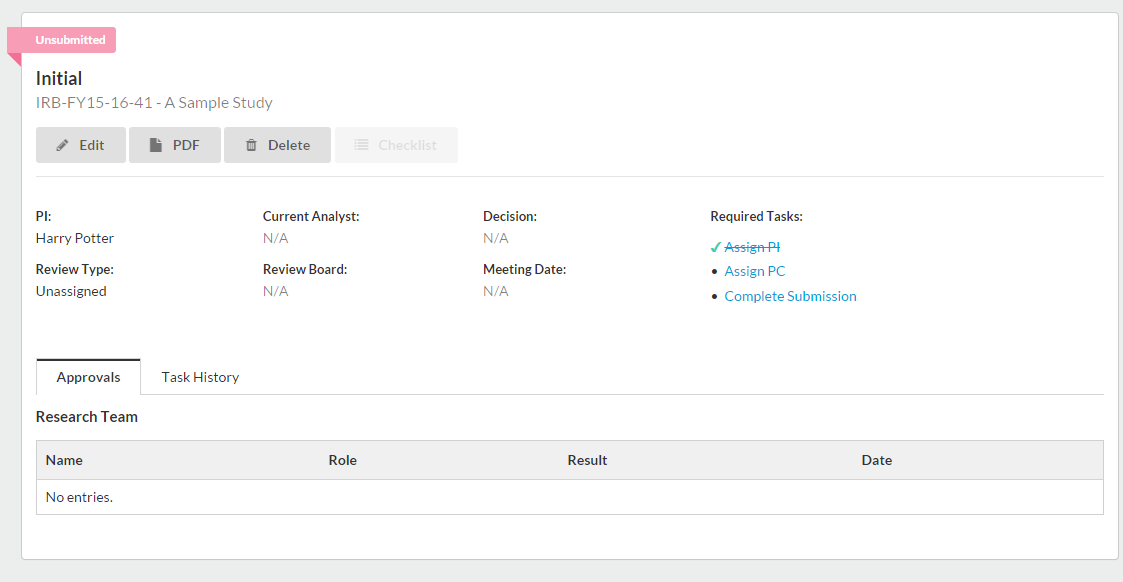 Unsubmitted
Initial
IRB-FY15-16-41 - A Sample Study
Edit PDF Delete Checklist
PI: Current Analyst: Decision: Required Tasks:
Harry Potter N/A N/A
Assign PI
Review Type: Review Board: Meeting Date:
Assign PC
Unassigned N/A N/A
Complete Submission
Approvals Task History
Research Team
Name Role Result Date
No entries.